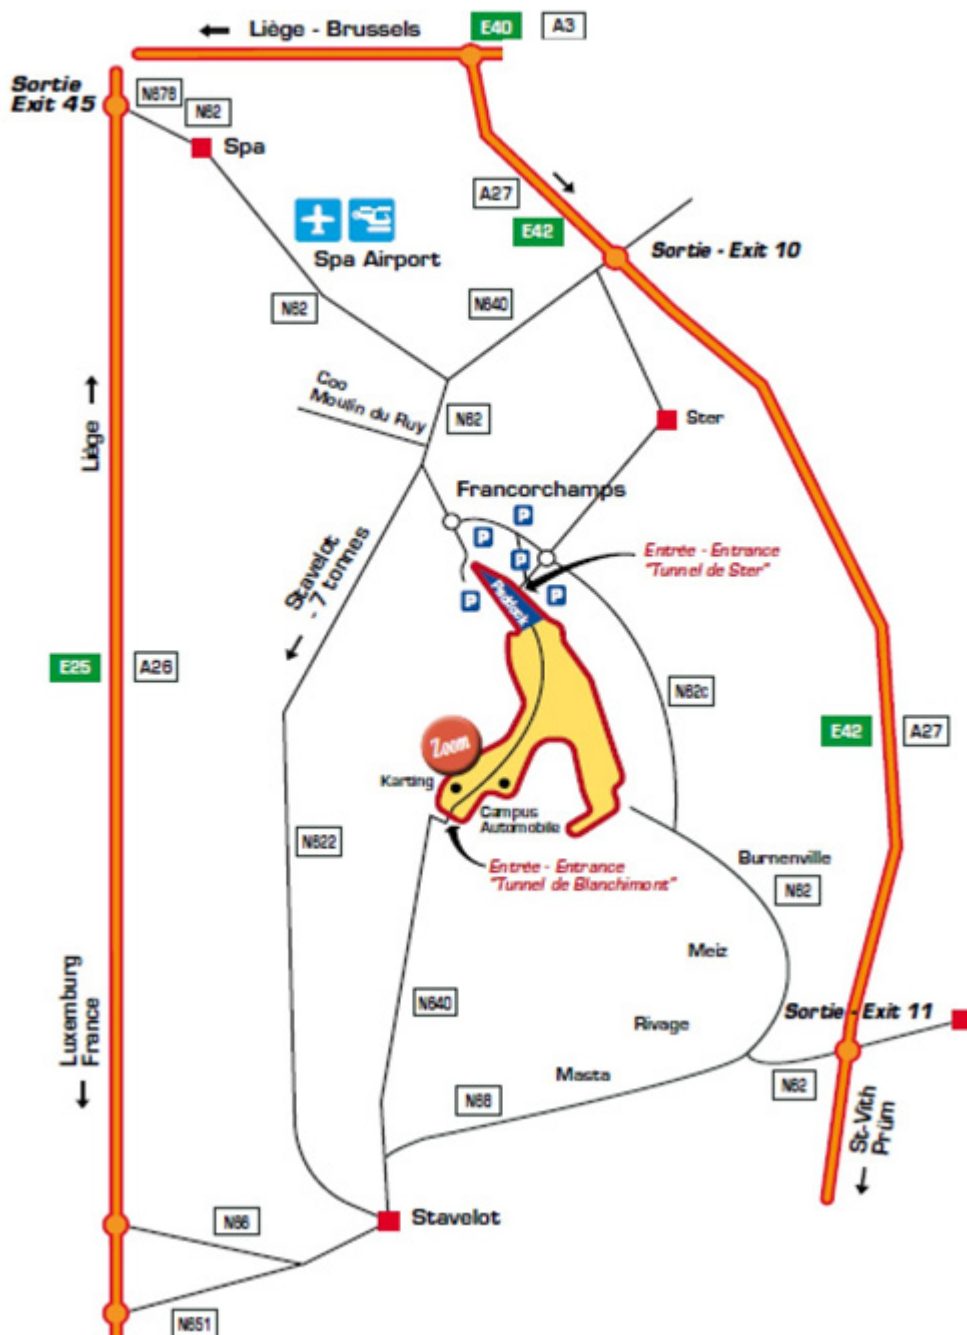 Liège - Brussels
E40
A3
Sortie
Exit 45
N678
N62
Spa
A27
E42
Spa Airport
Sortie - Exit 10
N62
N640
Coo
Moulin du Ruy
N62
Liège
Ster
Francorchamps
P
P
P
P
P
Entrée - Entrance
"Tunnel de Ster"
Paddock
Stavelot
- 7 tonnes
E25
A26
N62c
E42
A27
Zoom
Karting
Campus
Automobile
N622
Entrée - Entrance
"Tunnel de Blanchimont"
Burnenville
N62
Meiz
Luxemburg
France
N640
Rivage
Sortie - Exit 11
Masta
N68
N62
St-Vith
Prüm
N66
Stavelot
N651